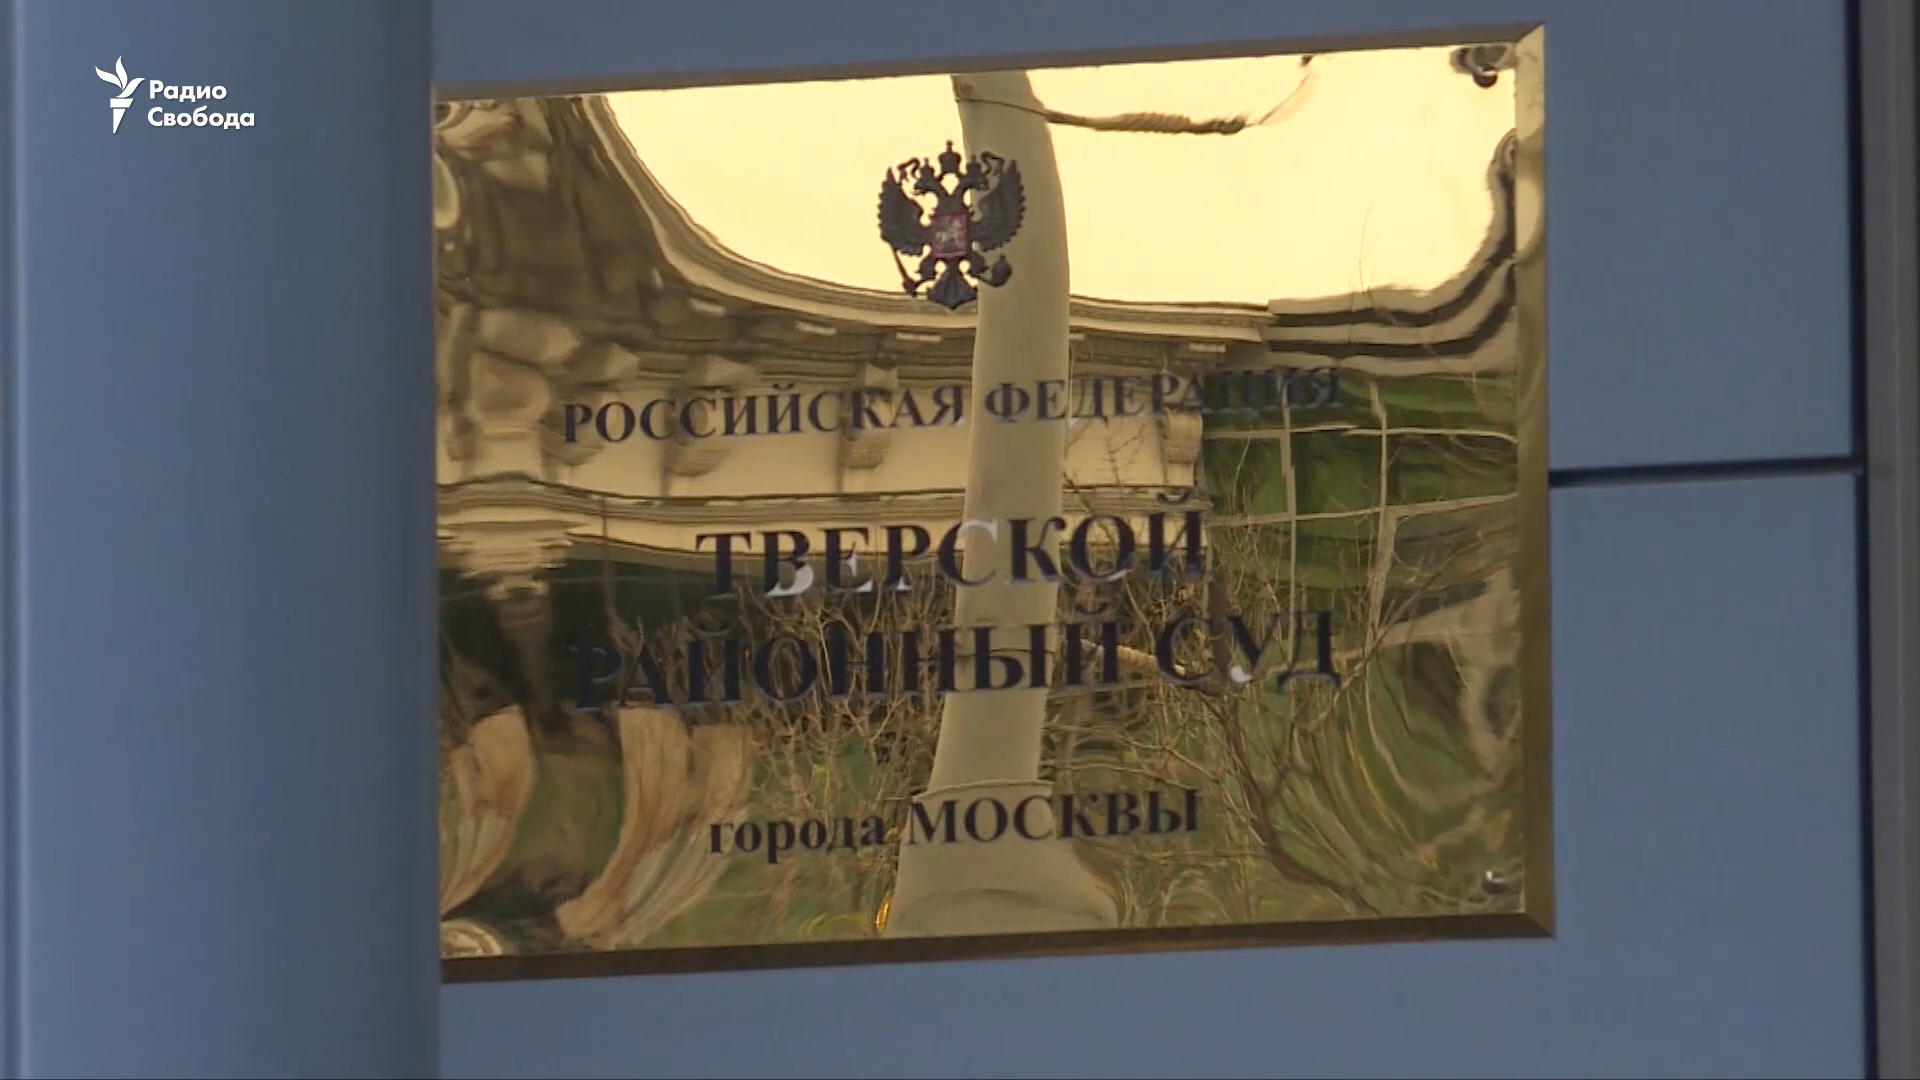 Радио
Свобода
РОССИЙСКАЯ ФЕДЕРАЦИЯ
ТВЕРСКОЙ
РАЙОННЫЙ СУД
города МОСКВЫ